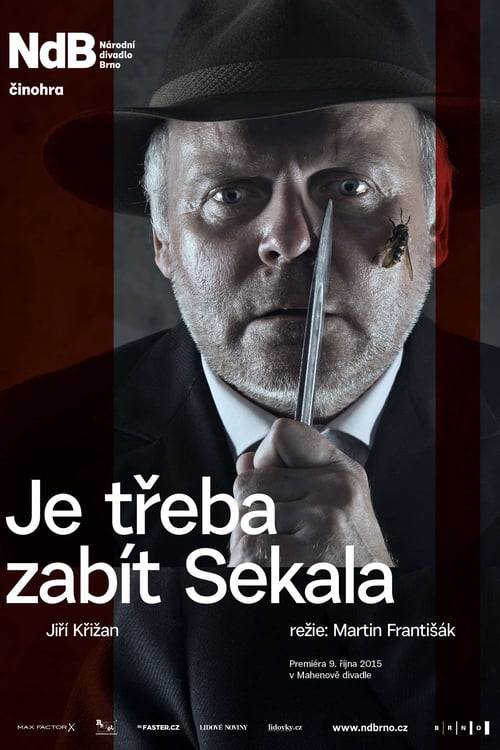 NdB Národní
divadlo
Brno
činohra
Je třeba
zabít Sekala
Jiří Křižan
režie: Martin Františák
Premiéra 9. října 2015
v Mahenově divadle
MAX FACTOR X
FASTER.CZ
LIDOVÉ NOVINY
lidovky.cz
www.ndbrno.cz
BRNO